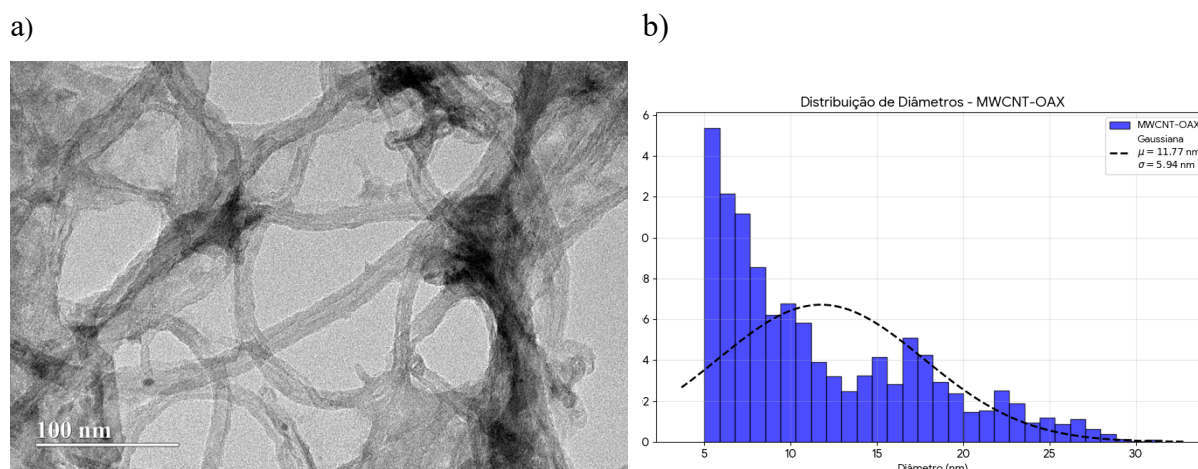 a)
b)
100 nm
Distribuição de Diâmetros - MWCNT-OAX
MWCNT-OAX
Gaussiana
μ = 11.77 nm
σ = 5.94 nm
6
4
2
0
8
6
4
2
0
5
10
15
20
25
30
Diâmetro (nm)